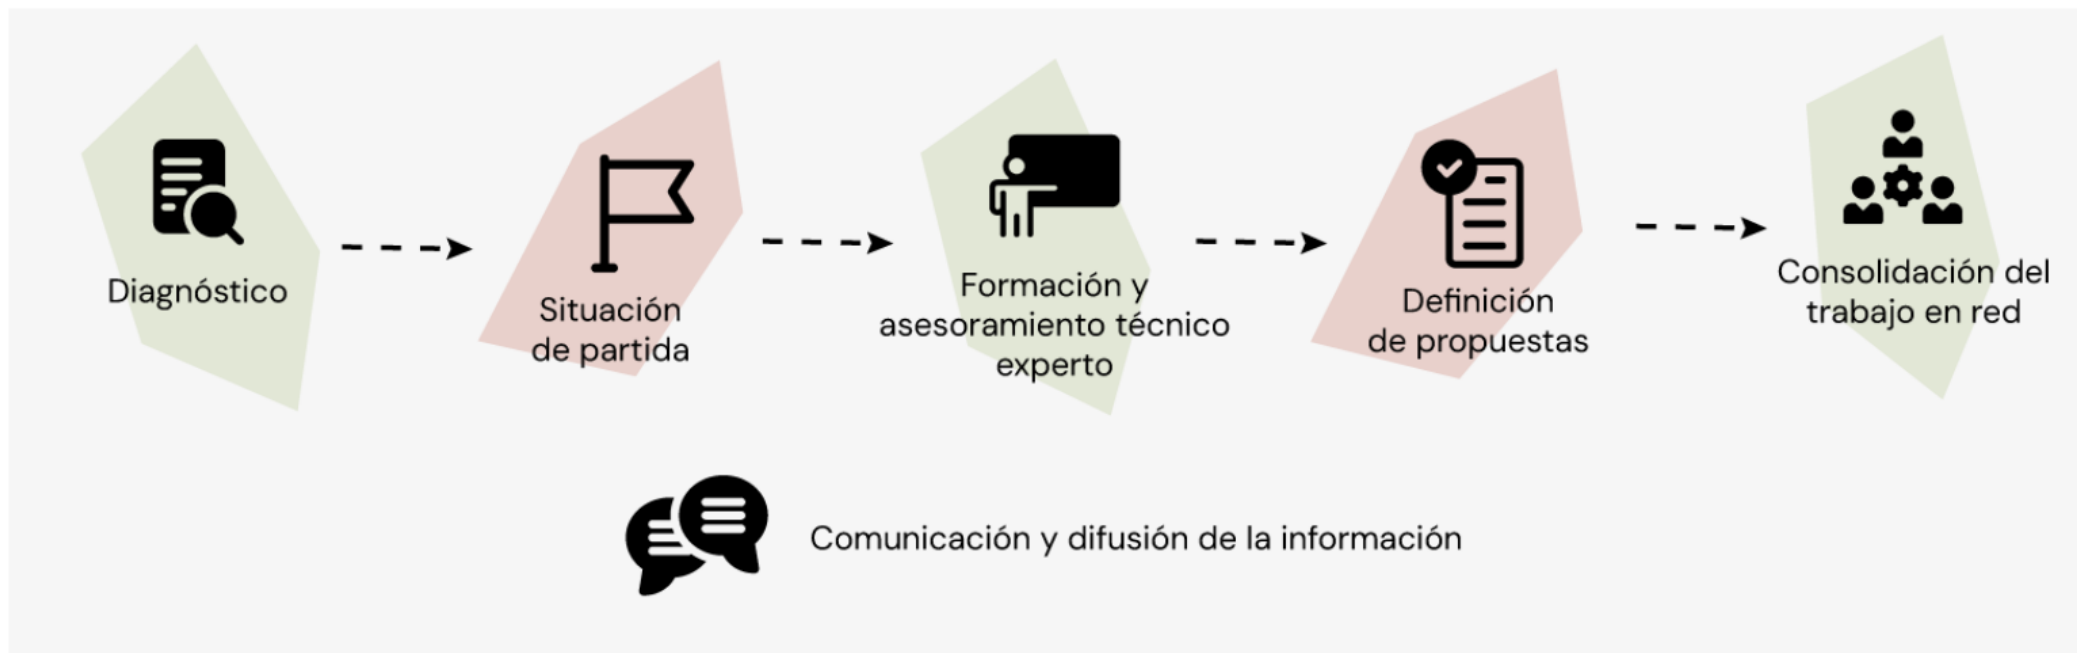 Diagnóstico
Situación
de partida
Formación y
asesoramiento técnico
experto
Definición
de propuestas
Consolidación del
trabajo en red
Comunicación y difusión de la información